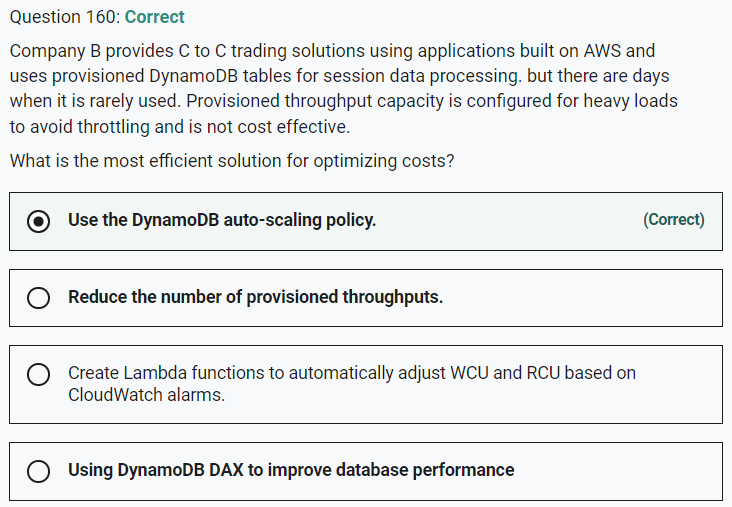 Question 160: Correct
Company B provides C to C trading solutions using applications built on AWS and
uses provisioned DynamoDB tables for session data processing. but there are days
when it is rarely used. Provisioned throughput capacity is configured for heavy loads
to avoid throttling and is not cost effective.
What is the most efficient solution for optimizing costs?
Use the DynamoDB auto-scaling policy. (Correct)
Reduce the number of provisioned throughputs.
Create Lambda functions to automatically adjust WCU and RCU based on
CloudWatch alarms.
Using DynamoDB DAX to improve database performance